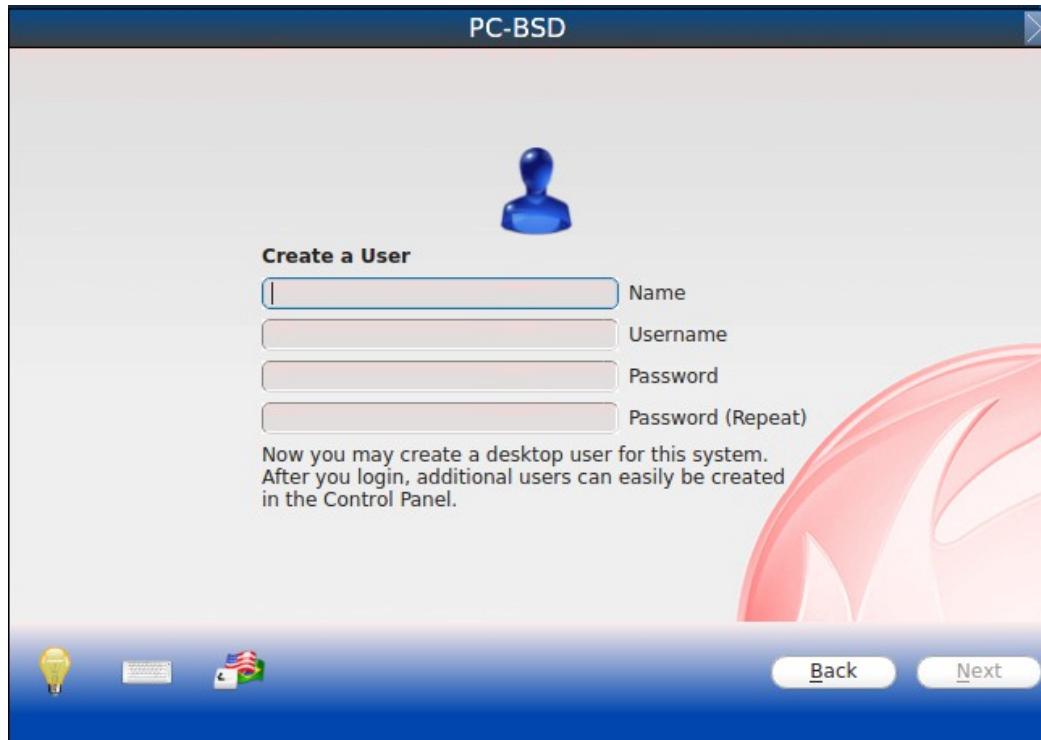 PC-BSD
Create a User
Name
Username
Password
Password (Repeat)
Now you may create a desktop user for this system.
After you login, additional users can easily be created
in the Control Panel.
Back
Next